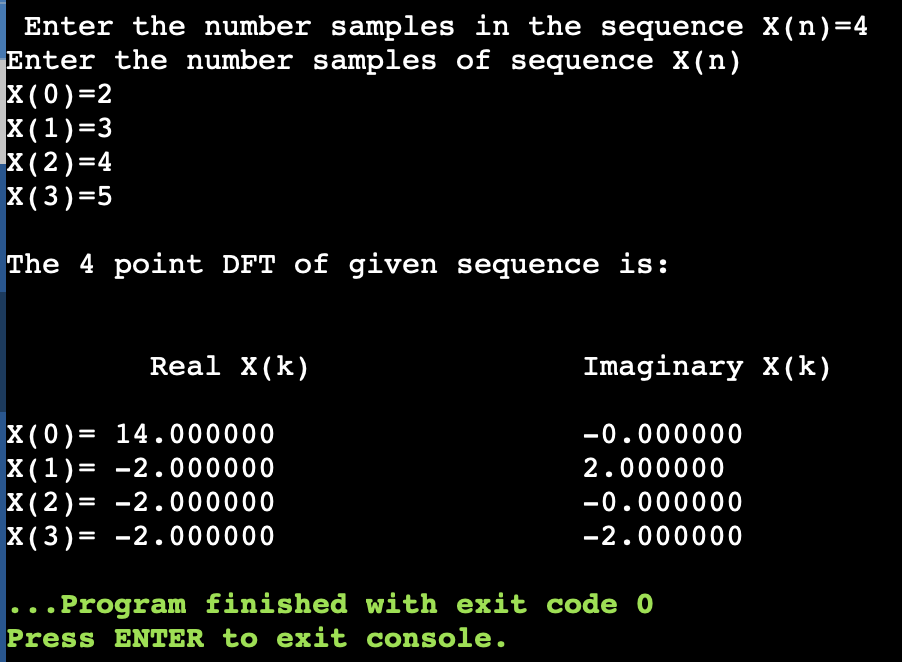 Enter the number samples in the sequence X(n)=4
Enter the number samples of sequence X(n)
X(0)=2
X(1)=3
X(2)=4
X(3)=5
The 4 point DFT of given sequence is:
Real X(k) Imaginary X(k)
X(0)= 14.000000 -0.000000
X(1)= -2.000000 2.000000
X(2)= -2.000000 -0.000000
X(3)= -2.000000 -2.000000
...Program finished with exit code 0
Press ENTER to exit console.